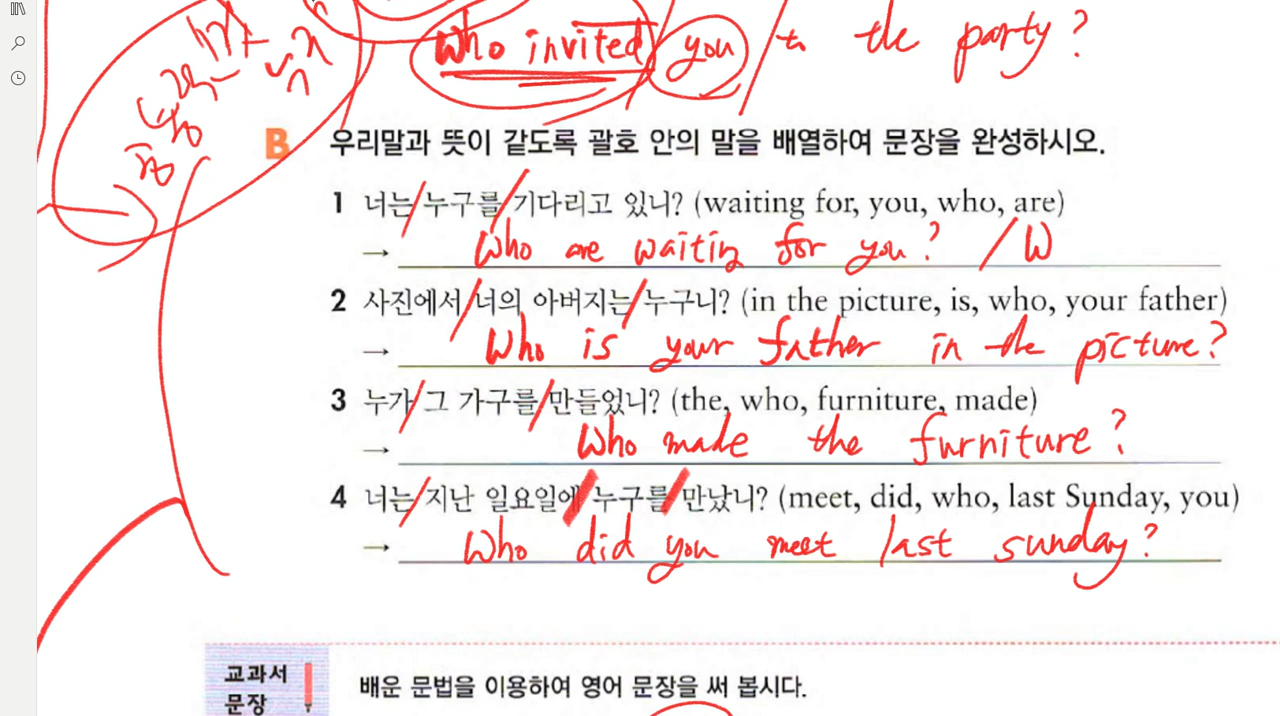 who invited you to the party?
B 우리말과 뜻이 같도록 괄호 안의 말을 배열하여 문장을 완성하시오.
1 너는/누구를/기다리고 있니? (waiting for, you, who, are)
→ Who are waiting for you? / W
2 사진에서/너의 아버지는/누구니? (in the picture, is, who, your father)
→ Who is your father in the picture?
3 누가/그 가구를/만들었니? (the, who, furniture, made)
→ Who made the furniture?
4 너는/지난 일요일에/누구를/만났니? (meet, did, who, last Sunday, you)
→ Who did you meet last sunday?
교과서
문장
배운 문법을 이용하여 영어 문장을 써 봅시다.